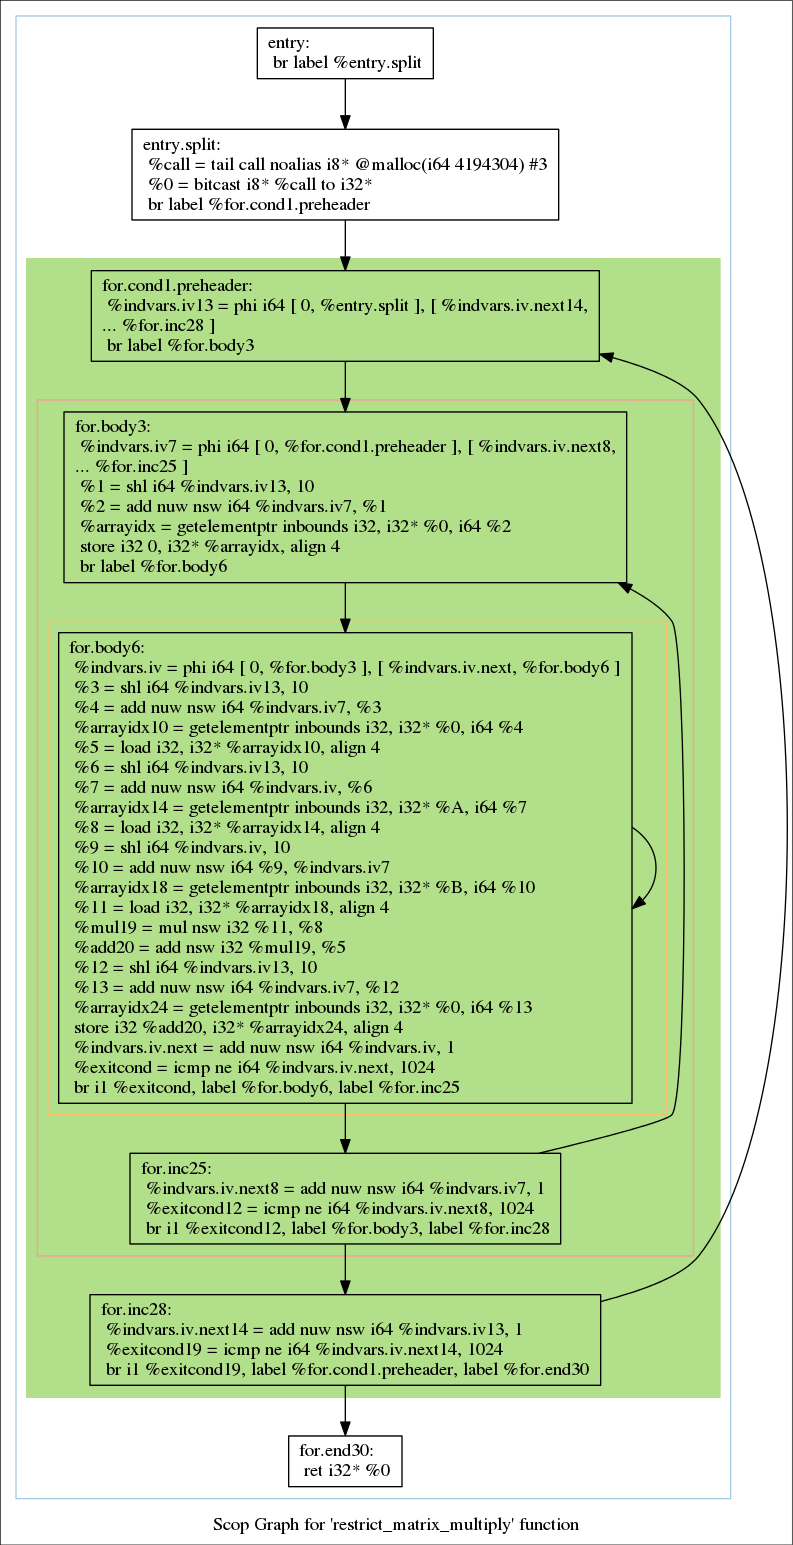 entry:
br label %entry.split
entry.split:
%call = tail call noalias i8* @malloc(i64 4194304) #3
%0 = bitcast i8* %call to i32*
br label %for.cond1.preheader
for.cond1.preheader:
%indvars.iv13 = phi i64 [ 0, %entry.split ], [ %indvars.iv.next14,
... %for.inc28 ]
br label %for.body3
for.body3:
%indvars.iv7 = phi i64 [ 0, %for.cond1.preheader ], [ %indvars.iv.next8,
... %for.inc25 ]
%1 = shl i64 %indvars.iv13, 10
%2 = add nuw nsw i64 %indvars.iv7, %1
%arrayidx = getelementptr inbounds i32, i32* %0, i64 %2
store i32 0, i32* %arrayidx, align 4
br label %for.body6
for.body6:
%indvars.iv = phi i64 [ 0, %for.body3 ], [ %indvars.iv.next, %for.body6 ]
%3 = shl i64 %indvars.iv13, 10
%4 = add nuw nsw i64 %indvars.iv7, %3
%arrayidx10 = getelementptr inbounds i32, i32* %0, i64 %4
%5 = load i32, i32* %arrayidx10, align 4
%6 = shl i64 %indvars.iv13, 10
%7 = add nuw nsw i64 %indvars.iv, %6
%arrayidx14 = getelementptr inbounds i32, i32* %A, i64 %7
%8 = load i32, i32* %arrayidx14, align 4
%9 = shl i64 %indvars.iv, 10
%10 = add nuw nsw i64 %9, %indvars.iv7
%arrayidx18 = getelementptr inbounds i32, i32* %B, i64 %10
%11 = load i32, i32* %arrayidx18, align 4
%mul19 = mul nsw i32 %11, %8
%add20 = add nsw i32 %mul19, %5
%12 = shl i64 %indvars.iv13, 10
%13 = add nuw nsw i64 %indvars.iv7, %12
%arrayidx24 = getelementptr inbounds i32, i32* %0, i64 %13
store i32 %add20, i32* %arrayidx24, align 4
%indvars.iv.next = add nuw nsw i64 %indvars.iv, 1
%exitcond = icmp ne i64 %indvars.iv.next, 1024
br i1 %exitcond, label %for.body6, label %for.inc25
for.inc25:
%indvars.iv.next8 = add nuw nsw i64 %indvars.iv7, 1
%exitcond12 = icmp ne i64 %indvars.iv.next8, 1024
br i1 %exitcond12, label %for.body3, label %for.inc28
for.inc28:
%indvars.iv.next14 = add nuw nsw i64 %indvars.iv13, 1
%exitcond19 = icmp ne i64 %indvars.iv.next14, 1024
br i1 %exitcond19, label %for.cond1.preheader, label %for.end30
for.end30:
ret i32* %0
Scop Graph for 'restrict_matrix_multiply' function